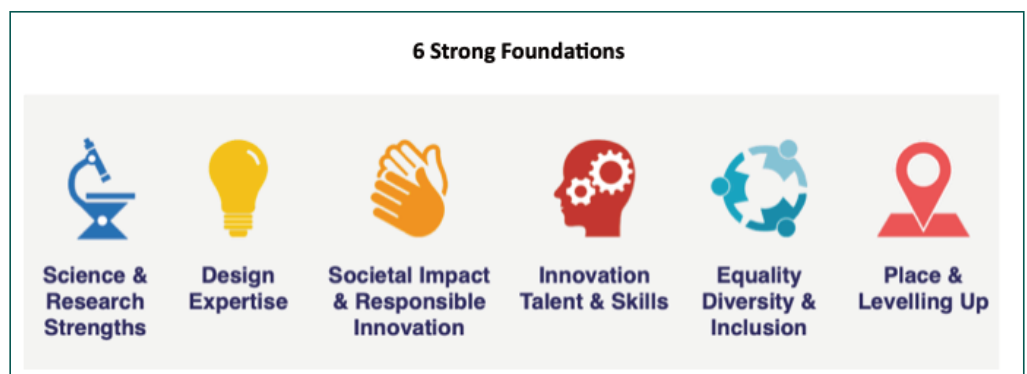 6 Strong Foundations
Science &
Research
Strengths
Design
Expertise
Societal Impact
& Responsible
Innovation
Innovation
Talent & Skills
Equality
Diversity &
Inclusion
Place &
Levelling Up